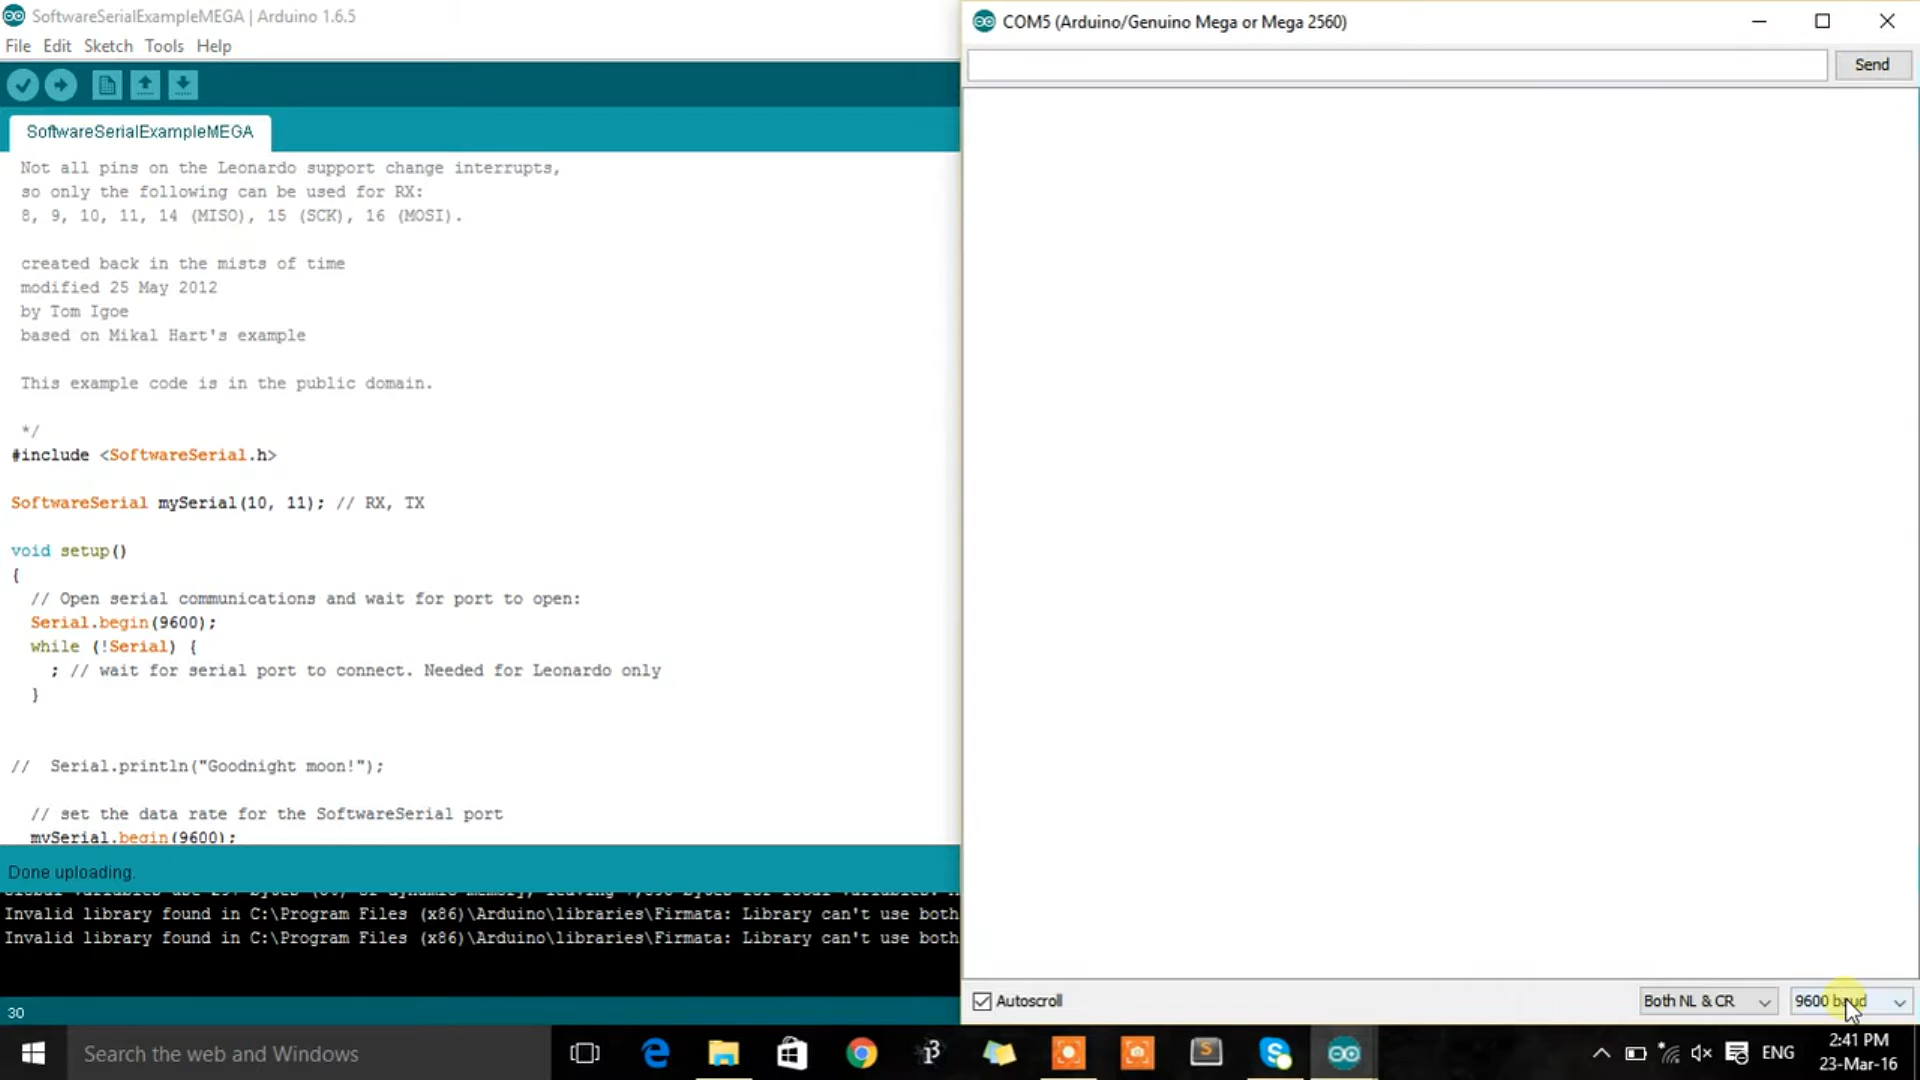 SoftwareSerialExampleMEGA | Arduino 1.6.5
File Edit Sketch Tools Help
SoftwareSerialExampleMEGA
Not all pins on the Leonardo support change interrupts,
so only the following can be used for RX:
8, 9, 10, 11, 14 (MISO), 15 (SCK), 16 (MOSI).
created back in the mists of time
modified 25 May 2012
by Tom Igoe
based on Mikal Hart's example
This example code is in the public domain.
*/
#include <SoftwareSerial.h>
SoftwareSerial mySerial(10, 11); // RX, TX
void setup()
{
// Open serial communications and wait for port to open:
Serial.begin(9600);
while (!Serial) {
; // wait for serial port to connect. Needed for Leonardo only
}
//  Serial.println("Goodnight moon!");
// set the data rate for the SoftwareSerial port
mySerial.begin(9600);
Done uploading.
Invalid library found in C:\Program Files (x86)\Arduino\libraries\Firmata: Library can't use both
Invalid library found in C:\Program Files (x86)\Arduino\libraries\Firmata: Library can't use both
30
COM5 (Arduino/Genuino Mega or Mega 2560)
Send
Autoscroll
Both NL & CR
9600 baud
Search the web and Windows
ENG
2:41 PM
23-Mar-16